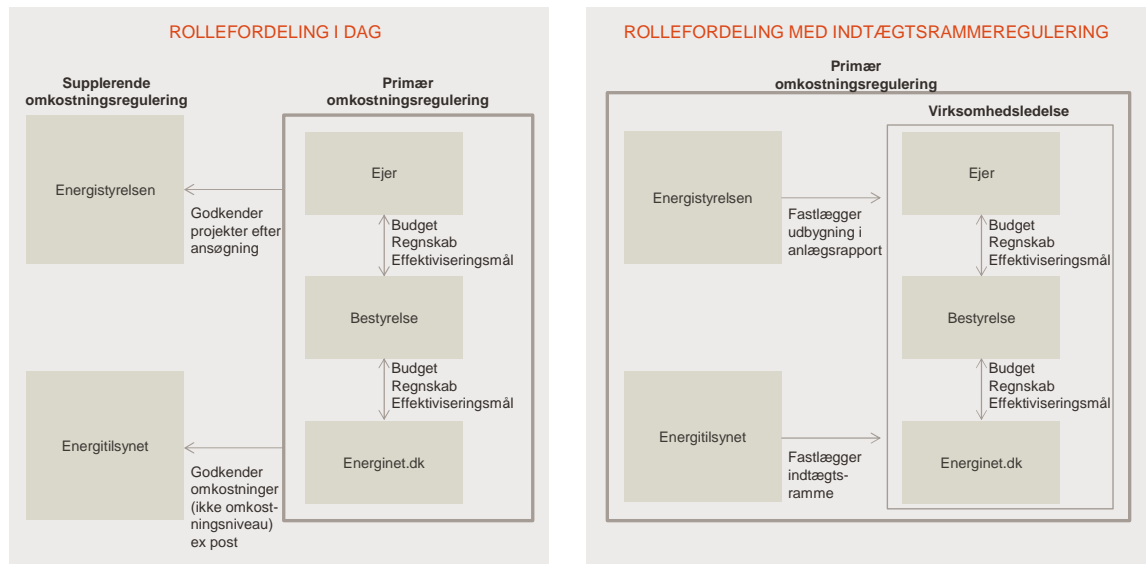 ROLLEFORDELING I DAG
Supplerende
omkostningsregulering
Primær
omkostningsregulering
Energistyrelsen
Godkender
projekter efter
ansøgning
Ejer
Budget
Regnskab
Effektiviseringsmål
Bestyrelse
Budget
Regnskab
Effektiviseringsmål
Energitilsynet
Godkender
omkostninger
(ikke omkost-
ningsniveau)
ex post
Energinet.dk
ROLLEFORDELING MED INDTÆGTSRAMMEREGULERING
Primær
omkostningsregulering
Virksomhedsledelse
Energistyrelsen
Fastlægger
udbygning i
anlægsrapport
Ejer
Budget
Regnskab
Effektiviseringsmål
Bestyrelse
Budget
Regnskab
Effektiviseringsmål
Energitilsynet
Fastlægger
indtægts-
ramme
Energinet.dk